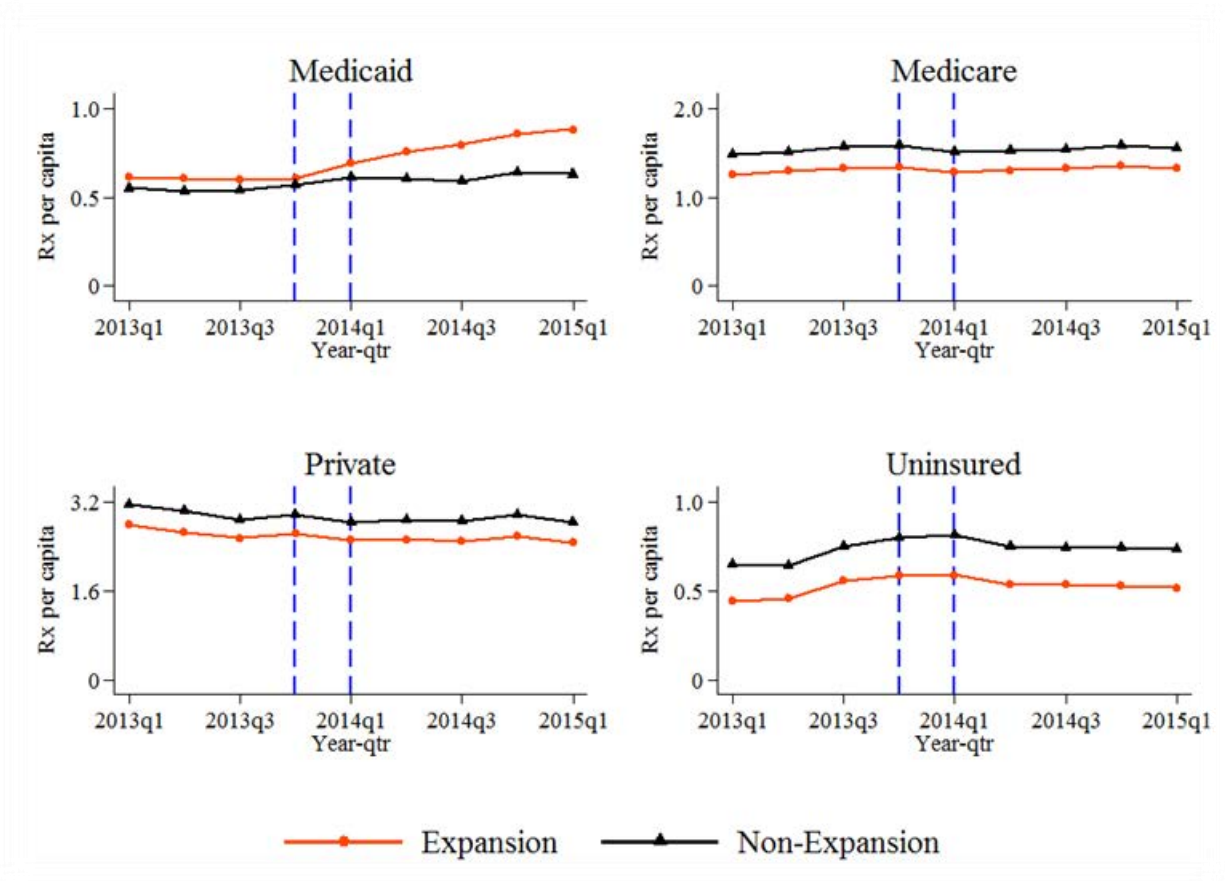 Medicaid
Rx per capita
1.0
0.5
0
2013q1 2013q3 2014q1 2014q3 2015q1
Year-qtr
Medicare
Rx per capita
2.0
1.0
0
2013q1 2013q3 2014q1 2014q3 2015q1
Year-qtr
Private
Rx per capita
3.2
1.6
0
2013q1 2013q3 2014q1 2014q3 2015q1
Year-qtr
Uninsured
Rx per capita
1.0
0.5
0
2013q1 2013q3 2014q1 2014q3 2015q1
Year-qtr
Expansion Non-Expansion